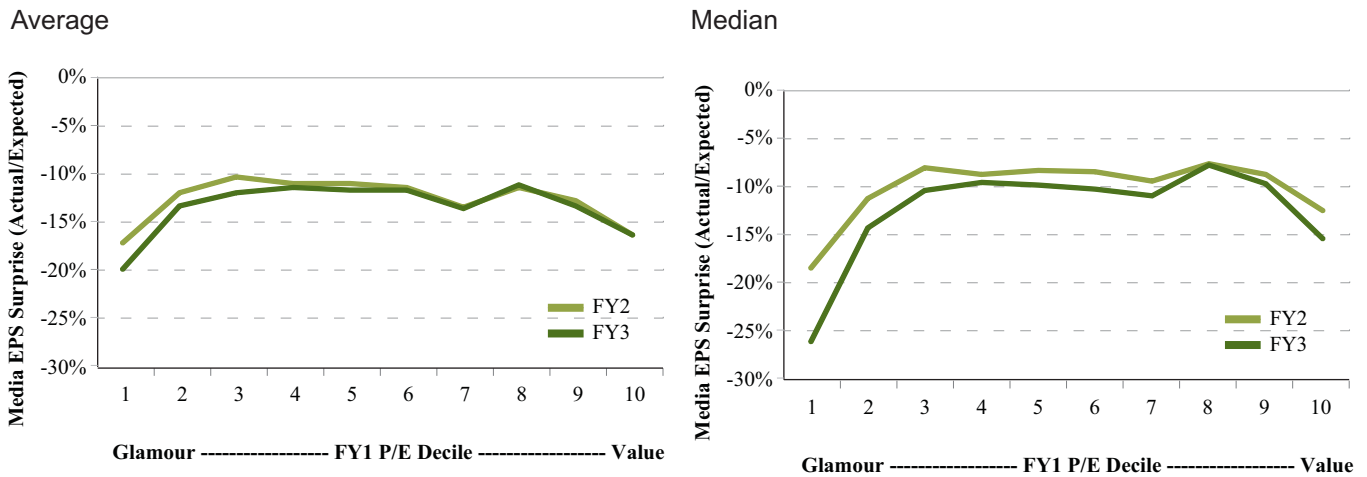 Average
Media EPS Surprise (Actual/Expected)
0%
-5%
-10%
-15%
-20%
-25%
-30%
FY2
FY3
1 2 3 4 5 6 7 8 9 10
Glamour ------------------ FY1 P/E Decile ------------------ Value
Median
Media EPS Surprise (Actual/Expected)
0%
-5%
-10%
-15%
-20%
-25%
-30%
FY2
FY3
1 2 3 4 5 6 7 8 9 10
Glamour ------------------ FY1 P/E Decile ------------------ Value